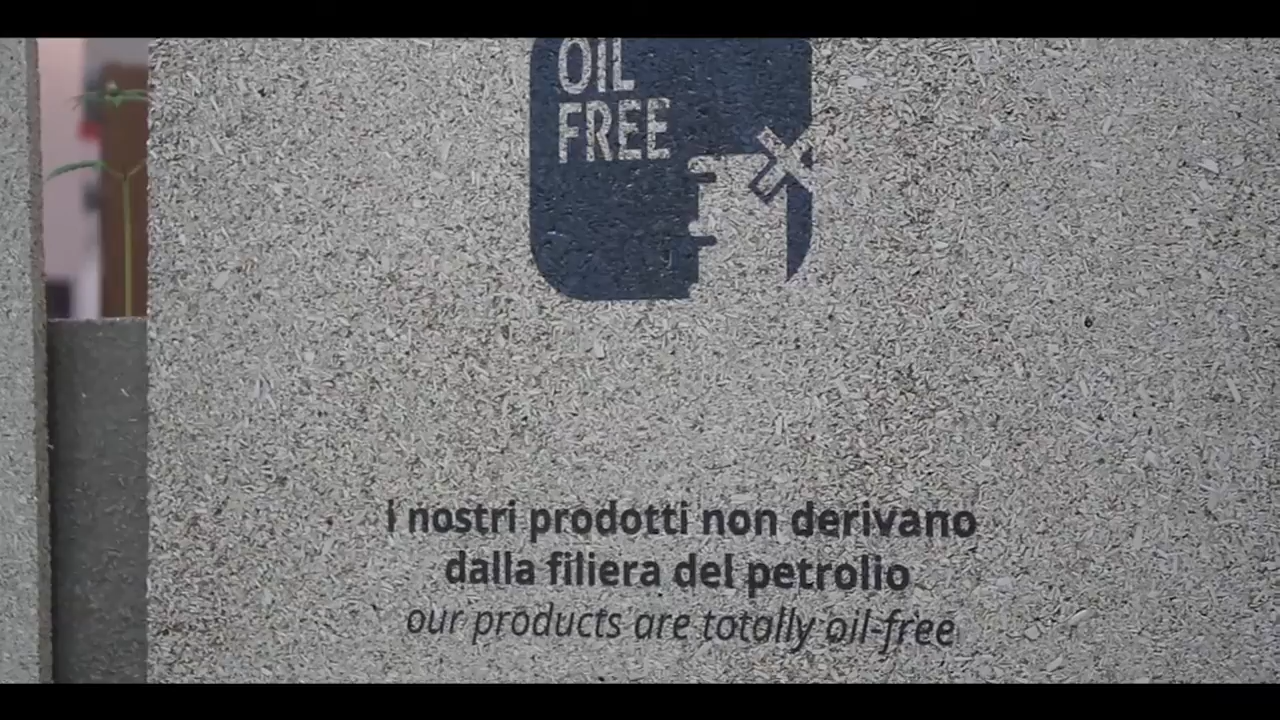 OIL
FREE
I nostri prodotti non derivano
dalla filiera del petrolio
our products are totally oil-free